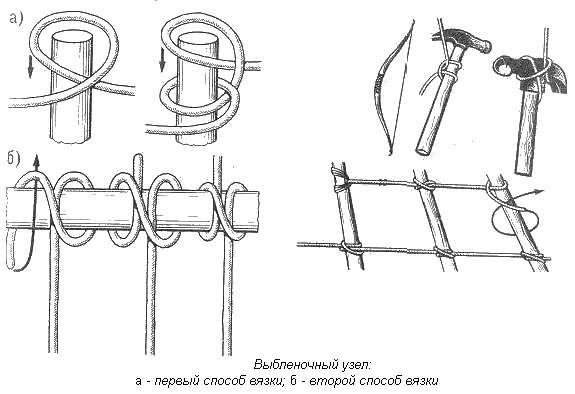 а)
б)
Выбленочный узел:
а - первый способ вязки; б - второй способ вязки